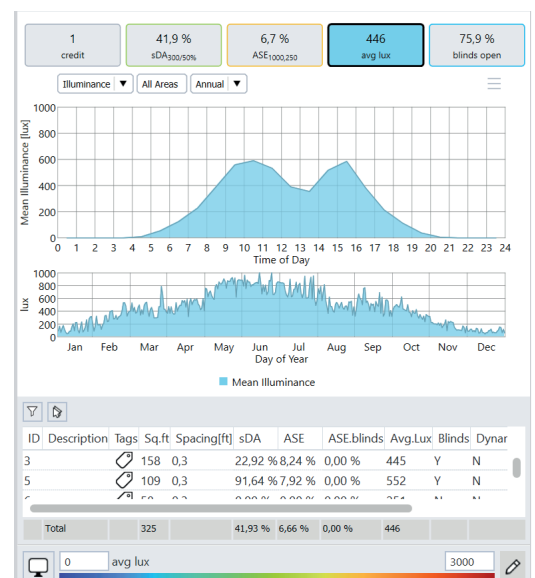 1 41,9 % 6,7 % 446 75,9 %
credit sDA300/50% ASE1000,250 avg lux blinds open
Illuminance ▼ All Areas Annual ▼
Mean Illuminance [lux]
1000
800
600
400
200
0
0 1 2 3 4 5 6 7 8 9 10 11 12 13 14 15 16 17 18 19 20 21 22 23 24
Time of Day
lux
1000
800
600
400
200
0
Jan Feb Mar Apr May Jun Jul Aug Sep Oct Nov Dec
Day of Year
Mean Illuminance
ID Description Tags Sq.ft Spacing[ft] sDA ASE ASE.blinds Avg.Lux Blinds Dynar
3 158 0,3 22,92 % 8,24 % 0,00 % 445 Y N
5 109 0,3 91,64 % 7,92 % 0,00 % 552 Y N
Total 325 41,93 % 6,66 % 0,00 % 446
0 avg lux 3000